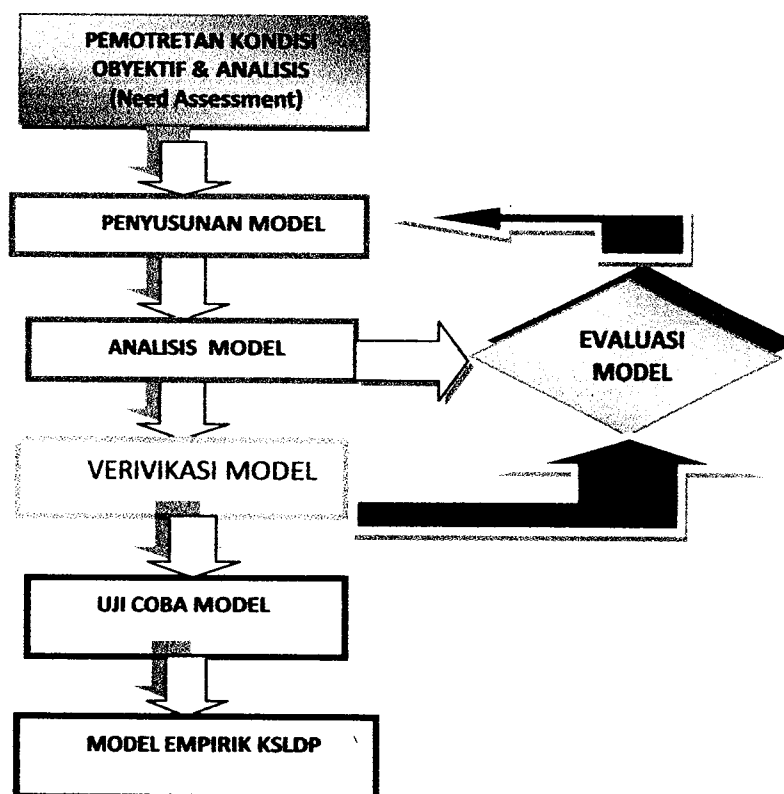 PEMOTRETAN KONDISI
OBYEKTIF & ANALISIS
(Need Assessment)
PENYUSUNAN MODEL
ANALISIS MODEL
EVALUASI
MODEL
VERIVIKASI MODEL
UJI COBA MODEL
MODEL EMPIRIK KSLDP